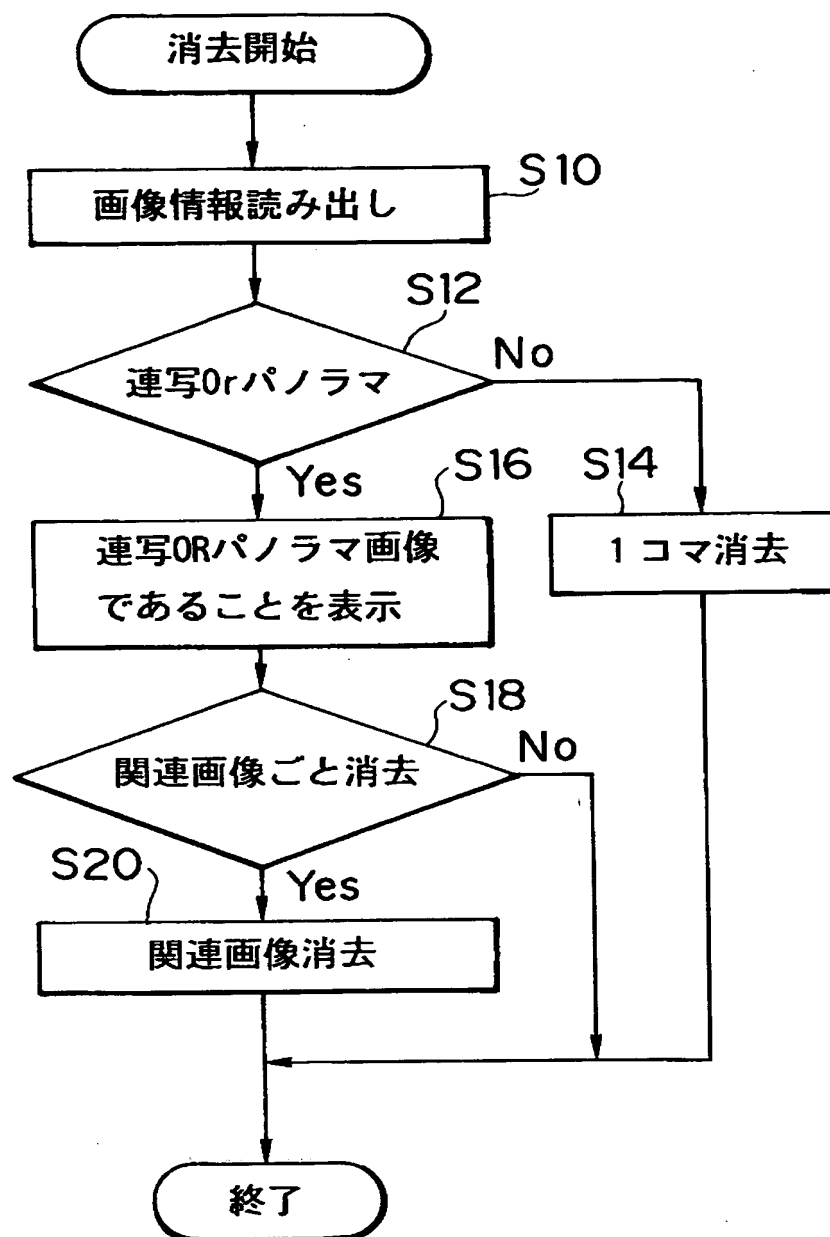 消去開始
画像情報読み出し
S10
S12
連写Orパノラマ
No
Yes
S16
連写ORパノラマ画像
であることを表示
S14
1コマ消去
S18
関連画像ごと消去
No
S20
Yes
関連画像消去
終了